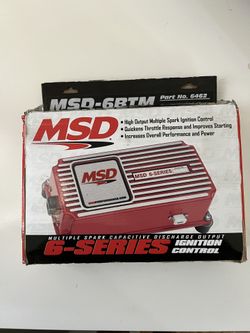 MSD-6BTM Part No. 6462
MSD
• High Output Multiple Spark Ignition Control
• Quickens Throttle Response and Improves Starting
• Increases Overall Performance and Power
MSD
MSD 6-SERIES
MULTIPLE SPARK CAPACITIVE DISCHARGE OUTPUT
6-SERIES IGNITION CONTROL